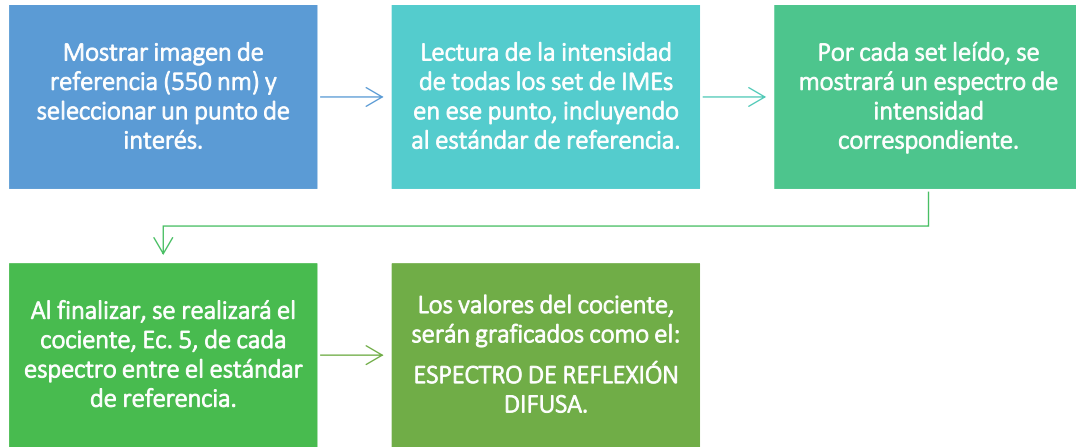 Mostrar imagen de
referencia (550 nm) y
seleccionar un punto de
interés.
Lectura de la intensidad
de todas los set de IMEs
en ese punto, incluyendo
al estándar de referencia.
Por cada set leído, se
mostrará un espectro de
intensidad
correspondiente.
Al finalizar, se realizará el
cociente, Ec. 5, de cada
espectro entre el estándar
de referencia.
Los valores del cociente,
serán graficados como el:
ESPECTRO DE REFLEXIÓN
DIFUSA.